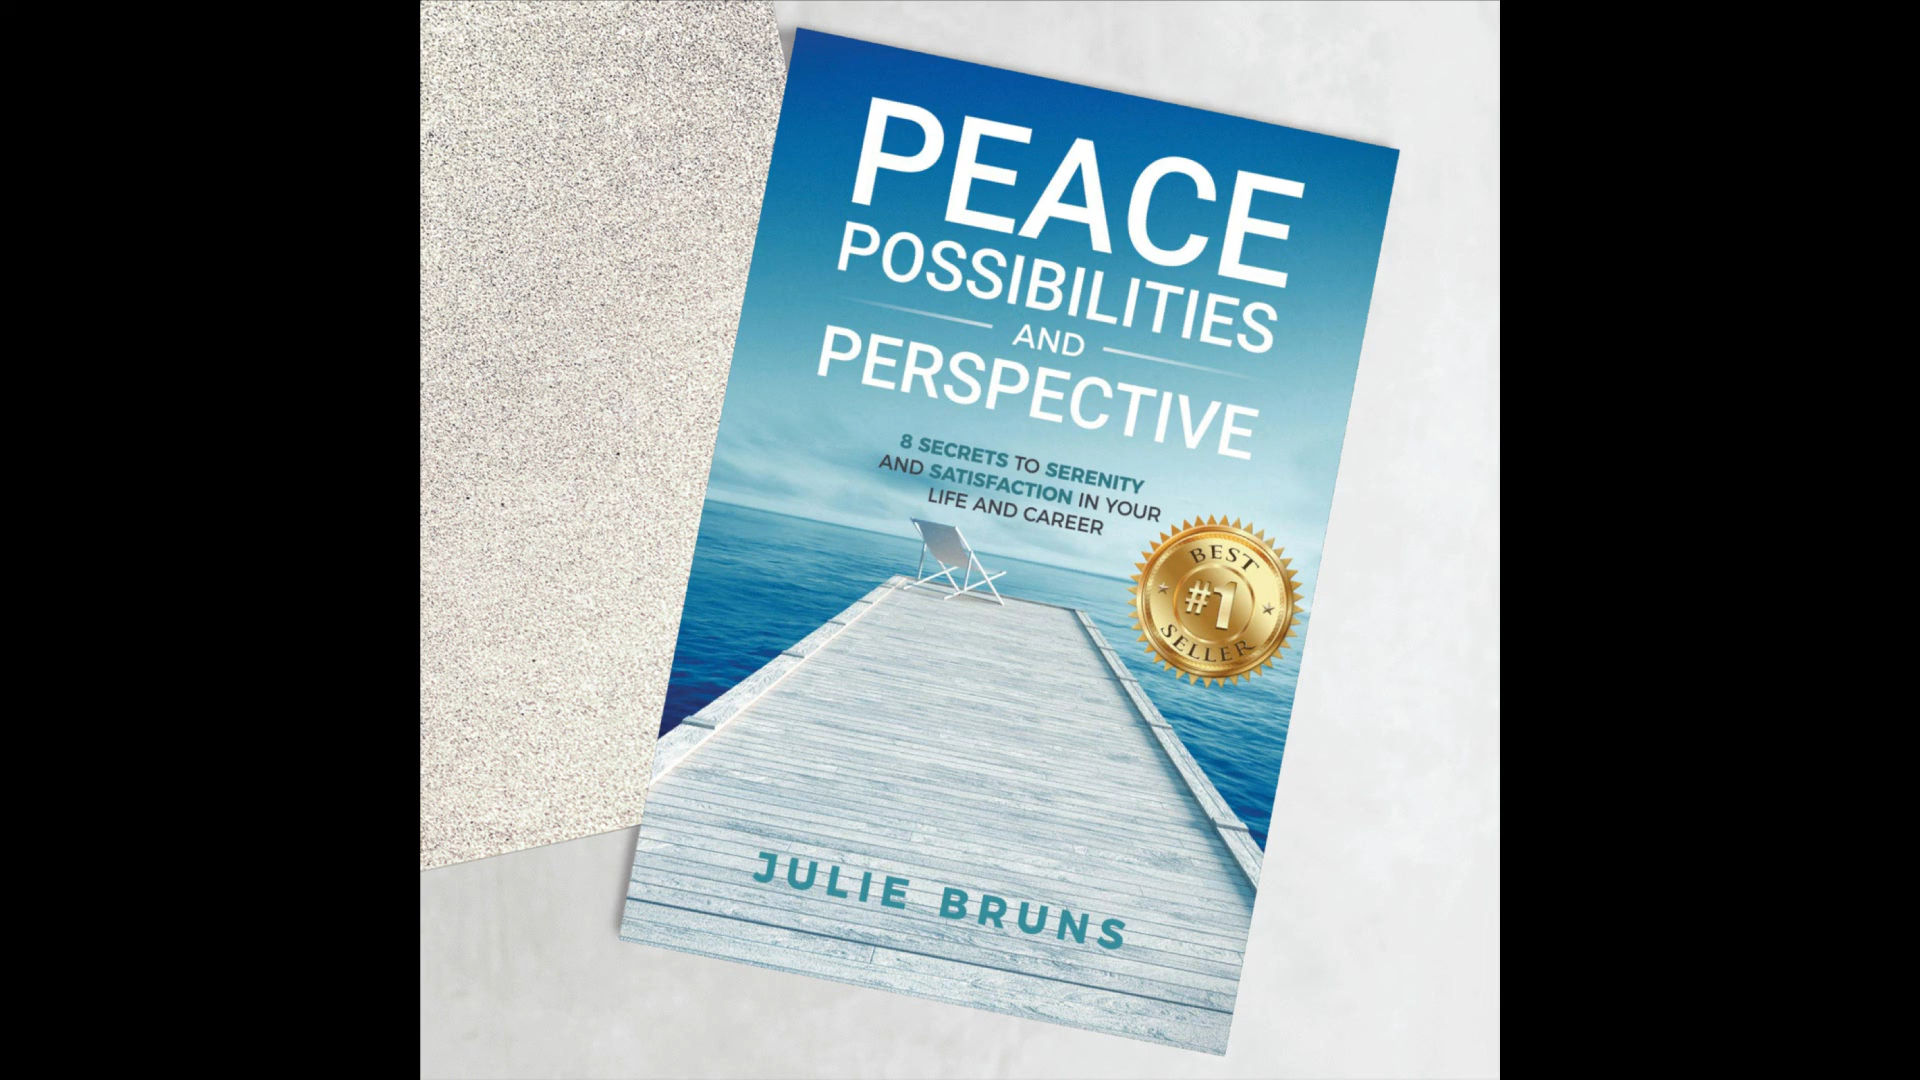 PEACE
POSSIBILITIES
AND
PERSPECTIVE
8 SECRETS TO SERENITY
AND SATISFACTION IN YOUR
LIFE AND CAREER
BEST
#1
SELLER
JULIE BRUNS